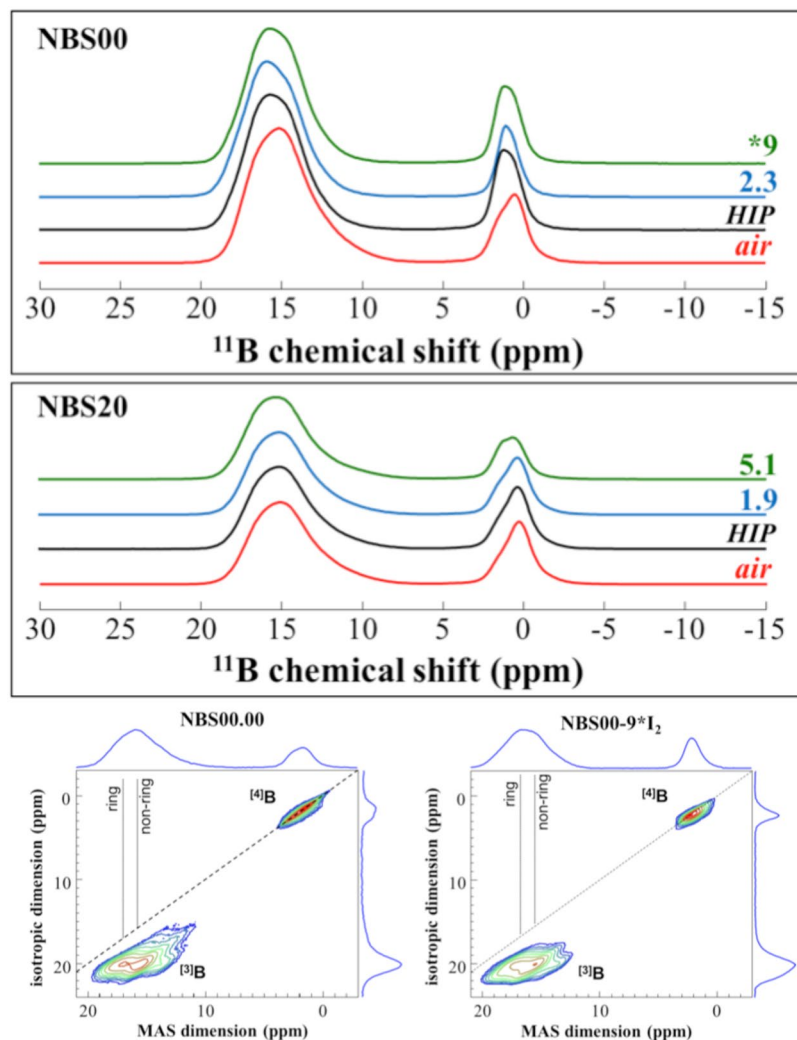 NBS00
*9
2.3
HIP
air
30 25 20 15 10 5 0 -5 -10 -15
¹¹B chemical shift (ppm)
NBS20
5.1
1.9
HIP
air
30 25 20 15 10 5 0 -5 -10 -15
¹¹B chemical shift (ppm)
NBS00.00
isotropic dimension (ppm)
0
10
20
ring
non-ring
[4]B
[3]B
20 10 0
MAS dimension (ppm)
NBS00-9*I₂
isotropic dimension (ppm)
0
10
20
ring
non-ring
[4]B
[3]B
20 10 0
MAS dimension (ppm)